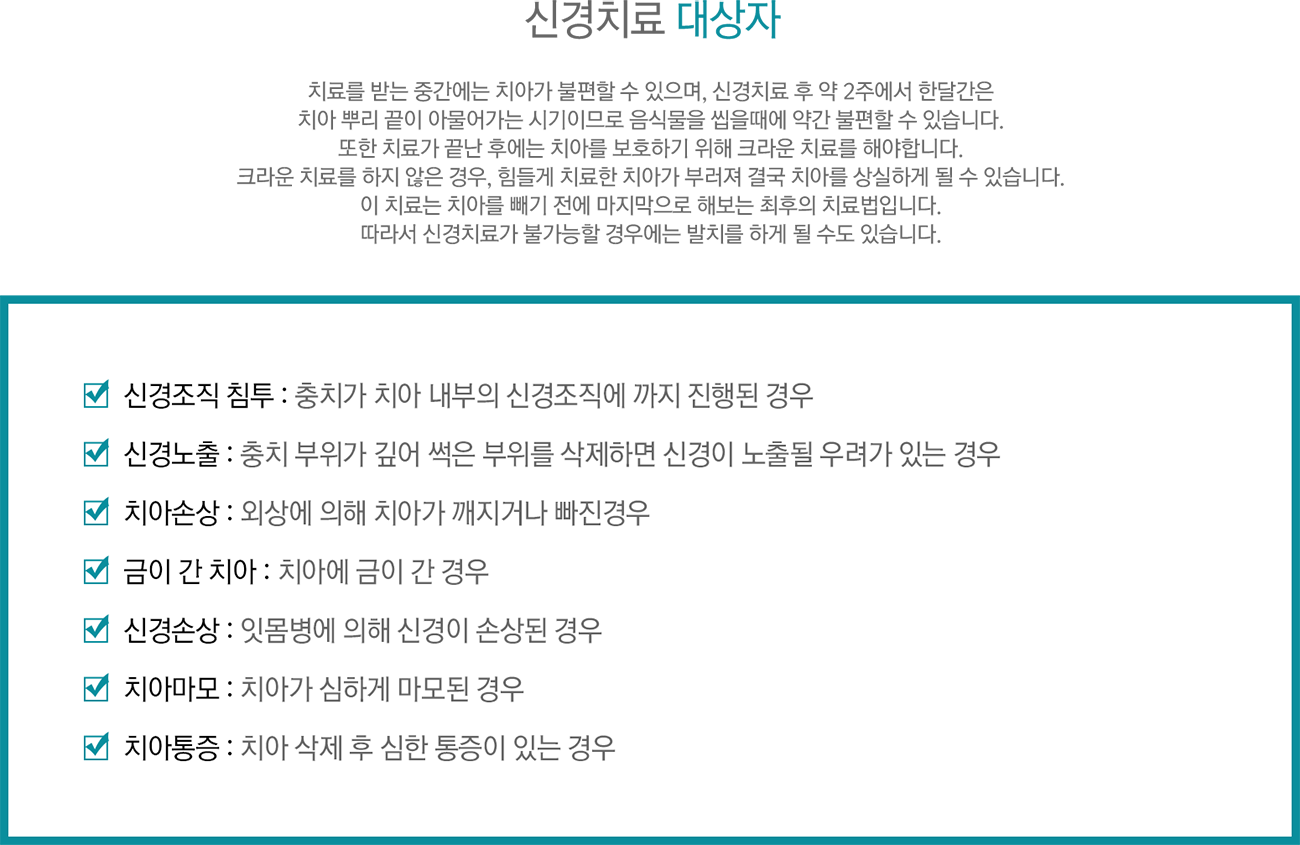 신경치료 대상자
치료를 받는 중간에는 치아가 불편할 수 있으며, 신경치료 후 약 2주에서 한달간은
치아 뿌리 끝이 아물어가는 시기이므로 음식물을 씹을때에 약간 불편할 수 있습니다.
또한 치료가 끝난 후에는 치아를 보호하기 위해 크라운 치료를 해야합니다.
크라운 치료를 하지 않은 경우, 힘들게 치료한 치아가 부러져 결국 치아를 상실하게 될 수 있습니다.
이 치료는 치아를 빼기 전에 마지막으로 해보는 최후의 치료법입니다.
따라서 신경치료가 불가능할 경우에는 발치를 하게 될 수도 있습니다.
신경조직 침투 : 충치가 치아 내부의 신경조직에 까지 진행된 경우
신경노출 : 충치 부위가 깊어 썩은 부위를 삭제하면 신경이 노출될 우려가 있는 경우
치아손상 : 외상에 의해 치아가 깨지거나 빠진경우
금이 간 치아 : 치아에 금이 간 경우
신경손상 : 잇몸병에 의해 신경이 손상된 경우
치아마모 : 치아가 심하게 마모된 경우
치아통증 : 치아 삭제 후 심한 통증이 있는 경우